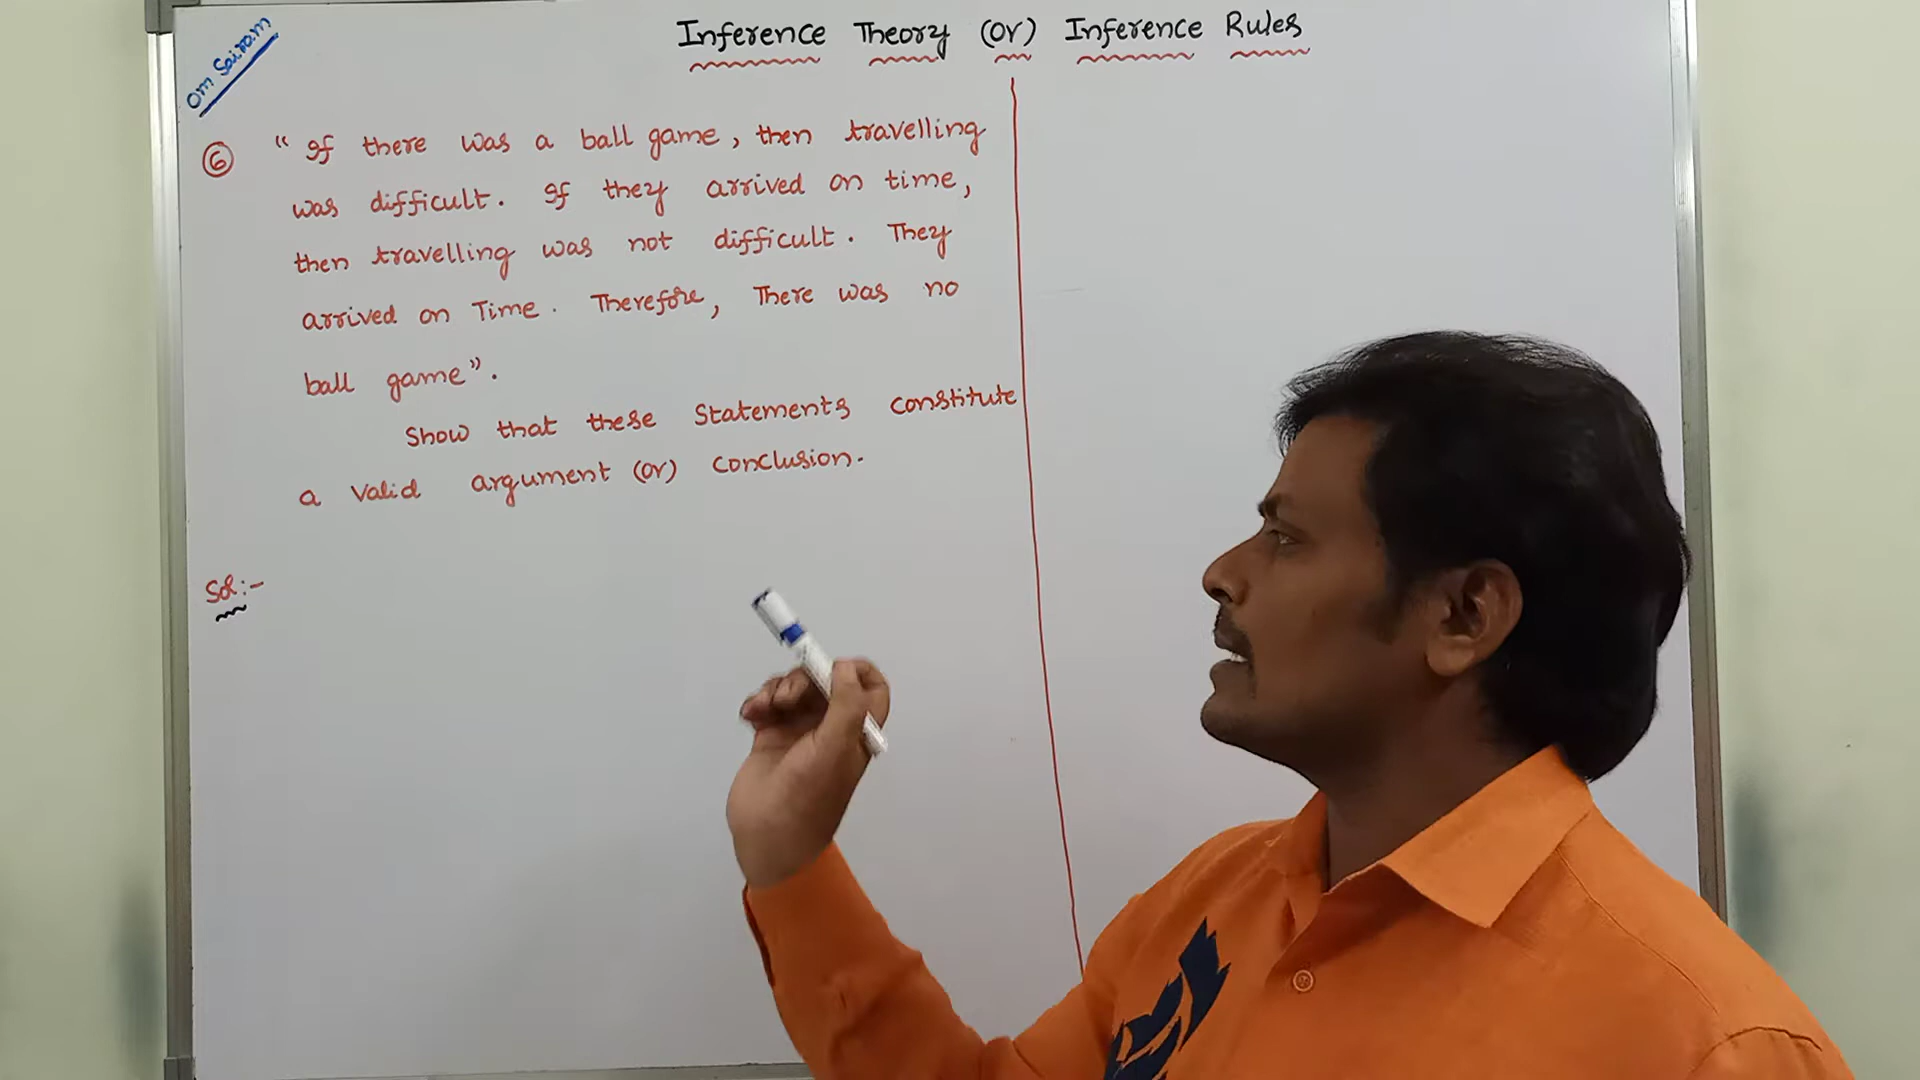 Om Sairam
Inference Theory (or) Inference Rules
6 "If there was a ball game, then travelling
was difficult. If they arrived on time,
then travelling was not difficult. They
arrived on Time. Therefore, There was no
ball game".
Show that these Statements constitute
a Valid argument (or) conclusion.
Sol:-